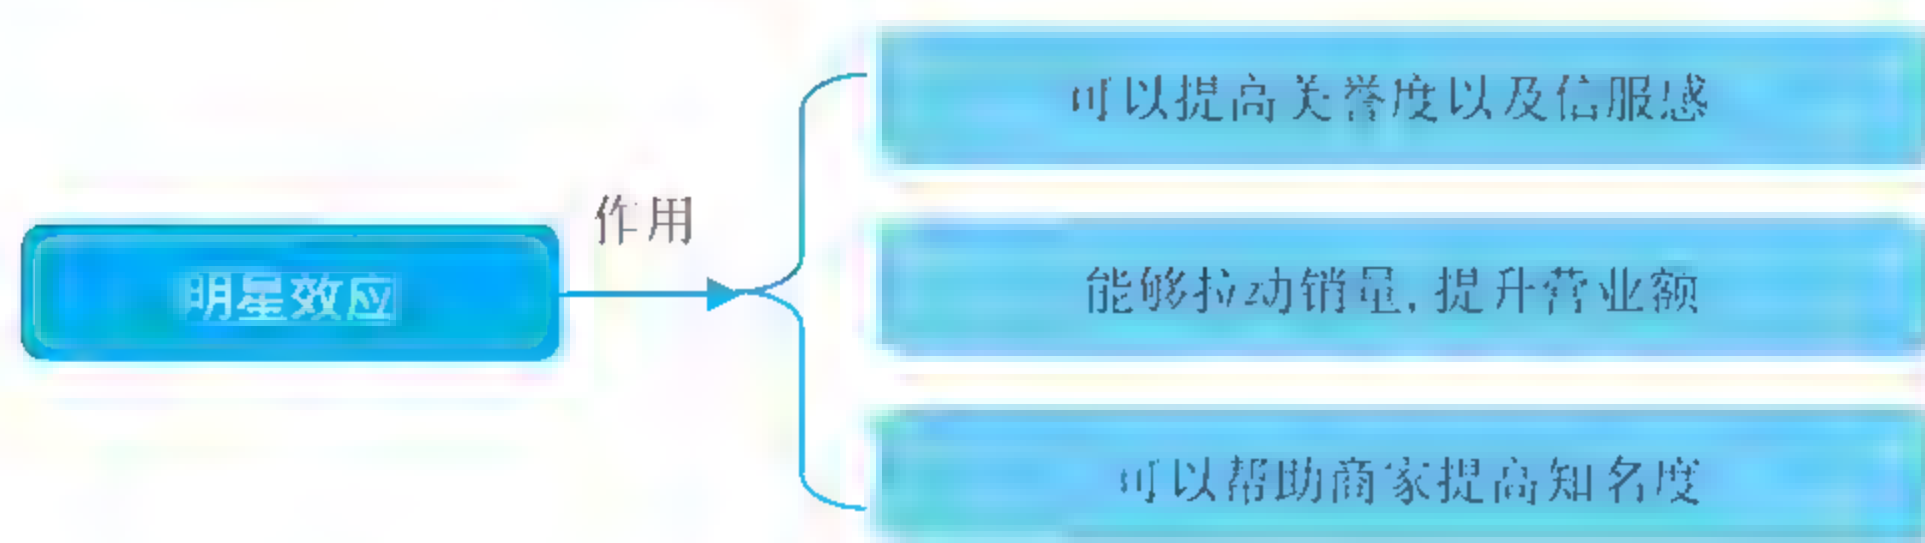 明星效应
作用
可以提高美誉度以及信服感
能够拉动销量,提升营业额
可以帮助商家提高知名度